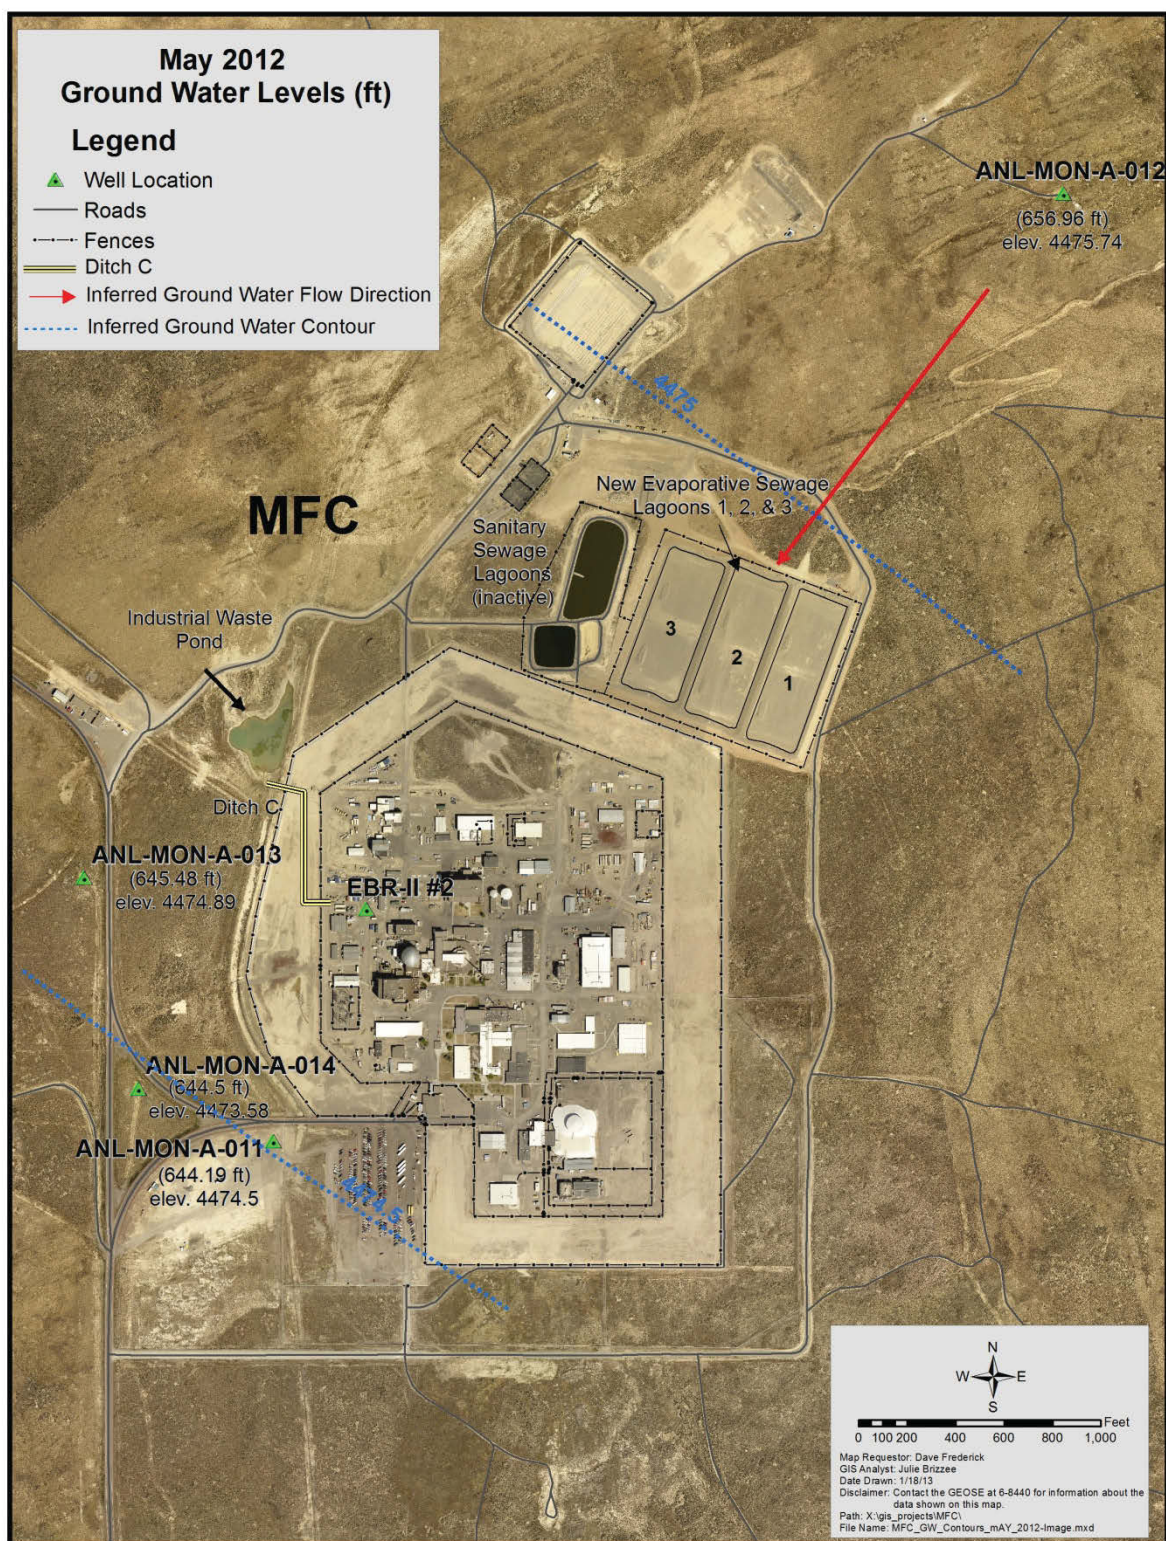 May 2012
Ground Water Levels (ft)
Legend
Well Location
Roads
Fences
Ditch C
Inferred Ground Water Flow Direction
Inferred Ground Water Contour
ANL-MON-A-012
(656.96 ft)
elev. 4475.74
4475
New Evaporative Sewage
Lagoons 1, 2, & 3
MFC
Sanitary
Sewage
Lagoons
(inactive)
Industrial Waste
Pond
3
2
1
Ditch C
ANL-MON-A-013
(645.48 ft)
elev. 4474.89
EBR-II #2
ANL-MON-A-014
(644.5 ft)
elev. 4473.58
ANL-MON-A-011
(644.19 ft)
elev. 4474.5
4474.5
N
W E
S
Feet
0 100 200 400 600 800 1,000
Map Requestor: Dave Frederick
GIS Analyst: Julie Brizzee
Date Drawn: 1/18/13
Disclaimer: Contact the GEOSE at 6-8440 for information about the
data shown on this map.
Path: X:\gis_projects\MFC\
File Name: MFC_GW_Contours_mAY_2012-Image.mxd